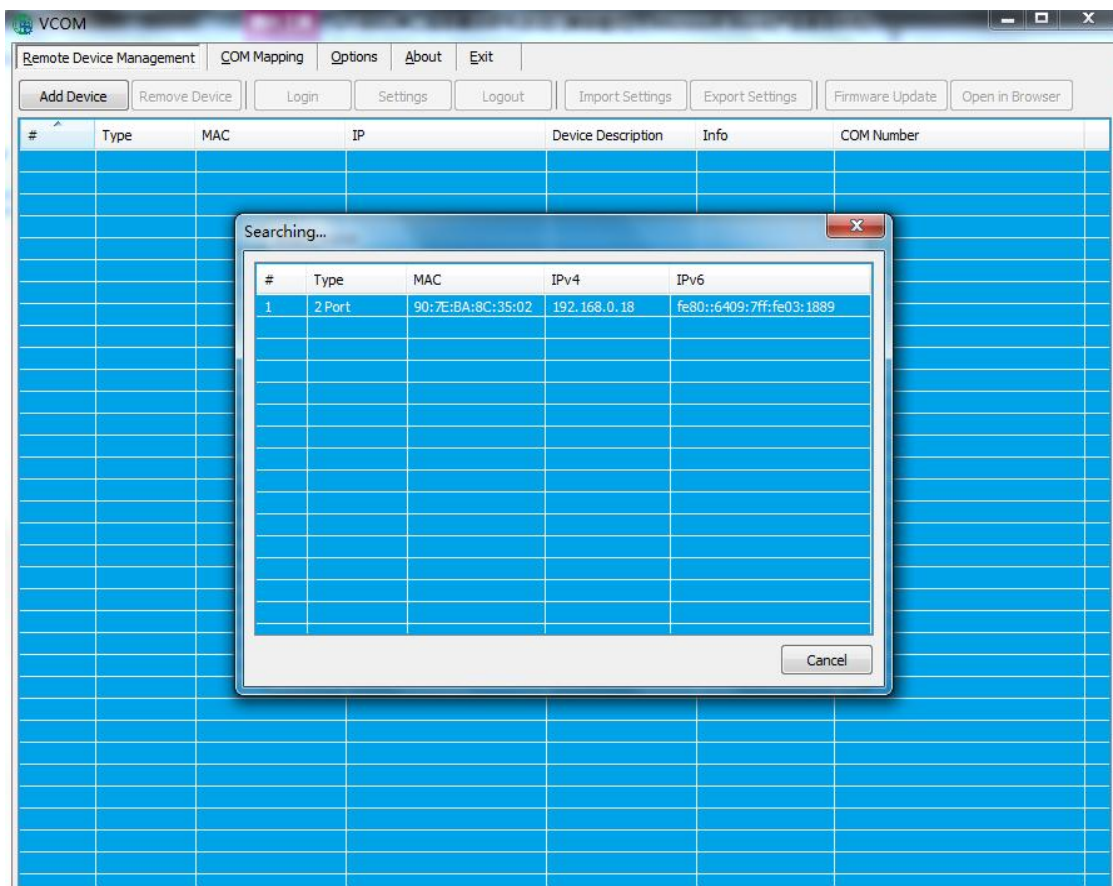 VCOM
Remote Device Management COM Mapping Options About Exit
Add Device Remove Device Login Settings Logout Import Settings Export Settings Firmware Update Open in Browser
# Type MAC IP Device Description Info COM Number
Searching...
# Type MAC IPv4 IPv6
1 2 Port 90:7E:BA:8C:35:02 192.168.0.18 fe80::6409:7ff:fe03:1889
Cancel